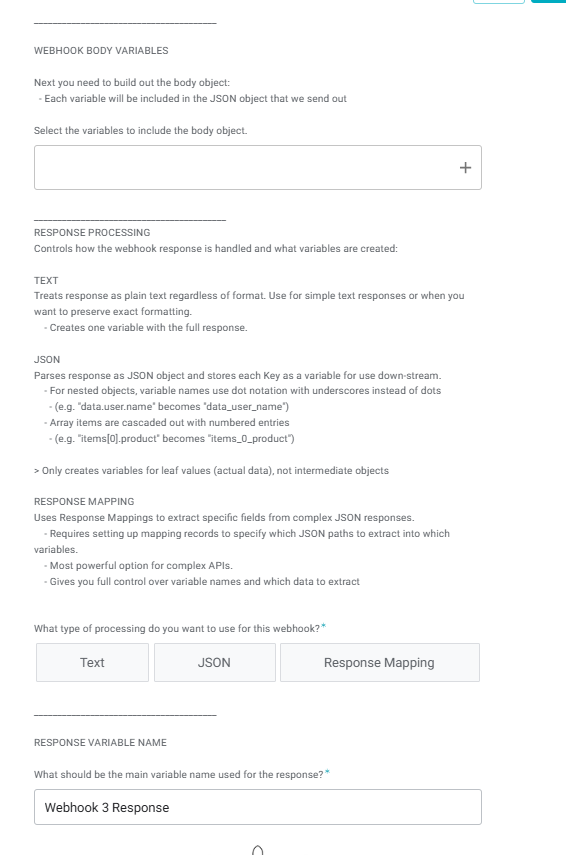 WEBHOOK BODY VARIABLES
Next you need to build out the body object:
- Each variable will be included in the JSON object that we send out
Select the variables to include the body object.
+
RESPONSE PROCESSING
Controls how the webhook response is handled and what variables are created:
TEXT
Treats response as plain text regardless of format. Use for simple text responses or when you
want to preserve exact formatting.
- Creates one variable with the full response.
JSON
Parses response as JSON object and stores each Key as a variable for use down-stream.
- For nested objects, variable names use dot notation with underscores instead of dots
- (e.g. "data.user.name" becomes "data_user_name")
- Array items are cascaded out with numbered entries
- (e.g. "items[0].product" becomes "items_0_product")
> Only creates variables for leaf values (actual data), not intermediate objects
RESPONSE MAPPING
Uses Response Mappings to extract specific fields from complex JSON responses.
- Requires setting up mapping records to specify which JSON paths to extract into which
variables.
- Most powerful option for complex APIs.
- Gives you full control over variable names and which data to extract
What type of processing do you want to use for this webhook?*
Text JSON Response Mapping
RESPONSE VARIABLE NAME
What should be the main variable name used for the response?*
Webhook 3 Response